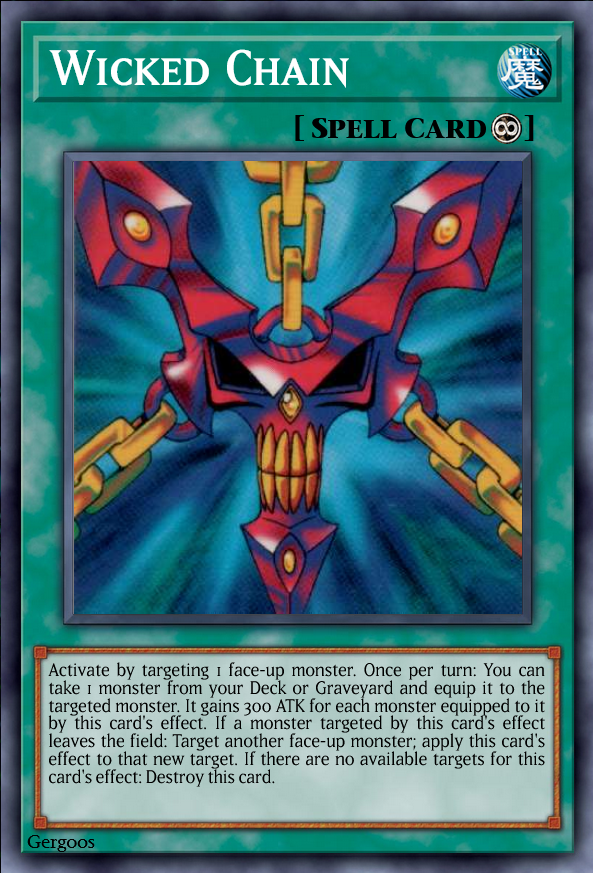 Wicked Chain
SPELL
魔
[ Spell Card ]
Activate by targeting 1 face-up monster. Once per turn: You can
take 1 monster from your Deck or Graveyard and equip it to the
targeted monster. It gains 300 ATK for each monster equipped to it
by this card's effect. If a monster targeted by this card's effect
leaves the field: Target another face-up monster; apply this card's
effect to that new target. If there are no available targets for this
card's effect: Destroy this card.
Gergoos